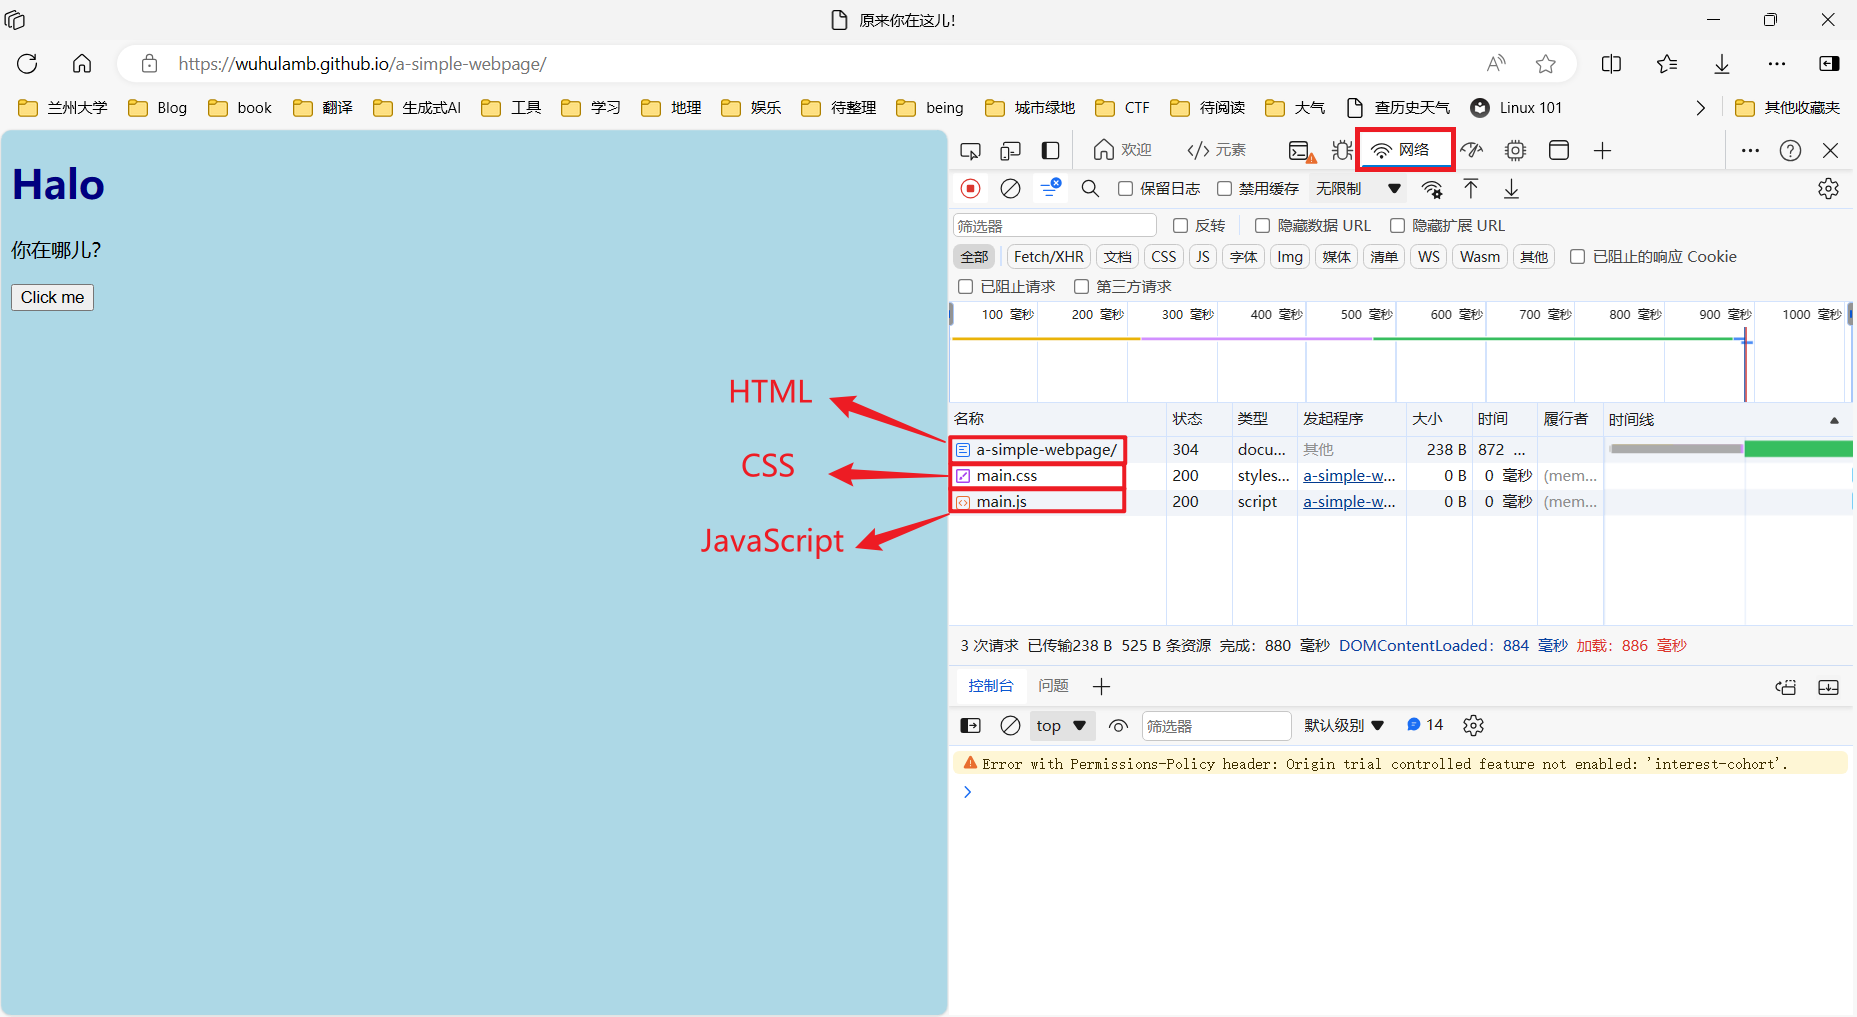 原来你在这儿!
https://wuhulamb.github.io/a-simple-webpage/
兰州大学 Blog book 翻译 生成式AI 工具 学习 地理 娱乐 待整理 being 城市绿地 CTF 待阅读 大气 查历史天气 Linux 101 其他收藏夹
Halo
你在哪儿?
Click me
欢迎 元素 网络
保留日志 禁用缓存 无限制
筛选器 反转 隐藏数据 URL 隐藏扩展 URL
全部 Fetch/XHR 文档 CSS JS 字体 Img 媒体 清单 WS Wasm 其他 已阻止的响应 Cookie
已阻止请求 第三方请求
100 毫秒 200 毫秒 300 毫秒 400 毫秒 500 毫秒 600 毫秒 700 毫秒 800 毫秒 900 毫秒 1000 毫秒
HTML
CSS
JavaScript
名称 状态 类型 发起程序 大小 时间 履行者 时间线
a-simple-webpage/ 304 docu... 其他 238 B 872 ...
main.css 200 styles... a-simple-w... 0 B 0 毫秒 (mem...
main.js 200 script a-simple-w... 0 B 0 毫秒 (mem...
3 次请求 已传输238 B 525 B 条资源 完成: 880 毫秒 DOMContentLoaded: 884 毫秒 加载: 886 毫秒
控制台 问题
top 筛选器 默认级别 14
Error with Permissions-Policy header: Origin trial controlled feature not enabled: 'interest-cohort'.